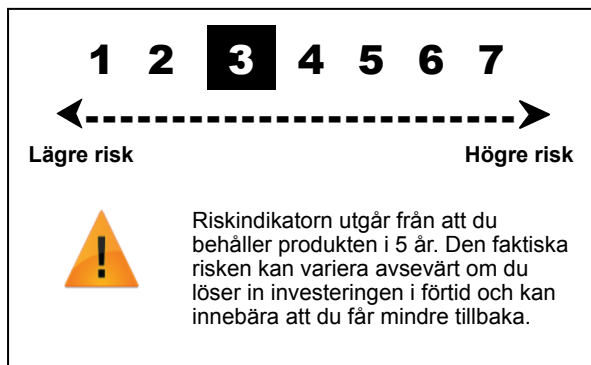 1 2 3 4 5 6 7
Lägre risk Högre risk
Riskindikatorn utgår från att du
behåller produkten i 5 år. Den faktiska
risken kan variera avsevärt om du
löser in investeringen i förtid och kan
innebära att du får mindre tillbaka.